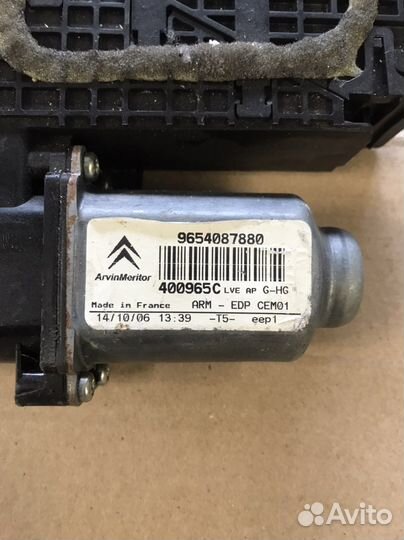 9654087880
ArvinMeritor
400965C LVE AP G-HG
Made in France ARM - EDP CEM01
14/10/06 13:39 -T5- eep1
Avito